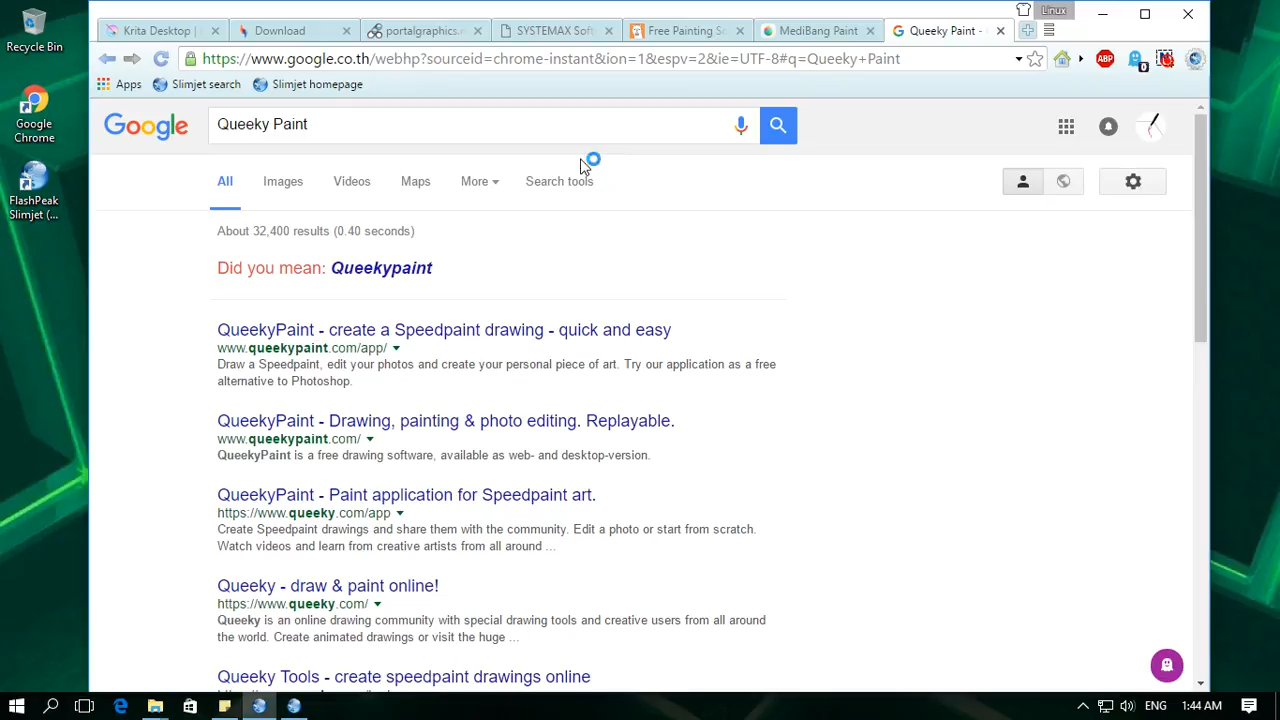 Linux
Krita Desktop |
Download
portalgraphics.n
SYSTEMAX Soft
Free Painting So
MediBang Paint
Queeky Paint -
https://www.google.co.th/webhp?sourceid=chrome-instant&ion=1&espv=2&ie=UTF-8#q=Queeky+Paint
ABP
0
Apps
Slimjet search
Slimjet homepage
Recycle Bin
Google
Chrome
FlashPeak
Slimjet (...
Google
Queeky Paint
All
Images
Videos
Maps
More
Search tools
About 32,400 results (0.40 seconds)
Did you mean: Queekypaint
QueekyPaint - create a Speedpaint drawing - quick and easy
www.queekypaint.com/app/
Draw a Speedpaint, edit your photos and create your personal piece of art. Try our application as a free
alternative to Photoshop.
QueekyPaint - Drawing, painting & photo editing. Replayable.
www.queekypaint.com/
QueekyPaint is a free drawing software, available as web- and desktop-version.
QueekyPaint - Paint application for Speedpaint art.
https://www.queeky.com/app
Create Speedpaint drawings and share them with the community. Edit a photo or start from scratch.
Watch videos and learn from creative artists from all around ...
Queeky - draw & paint online!
https://www.queeky.com/
Queeky is an online drawing community with special drawing tools and creative users from all around
the world. Create animated drawings or visit the huge ...
Queeky Tools - create speedpaint drawings online
ENG
1:44 AM